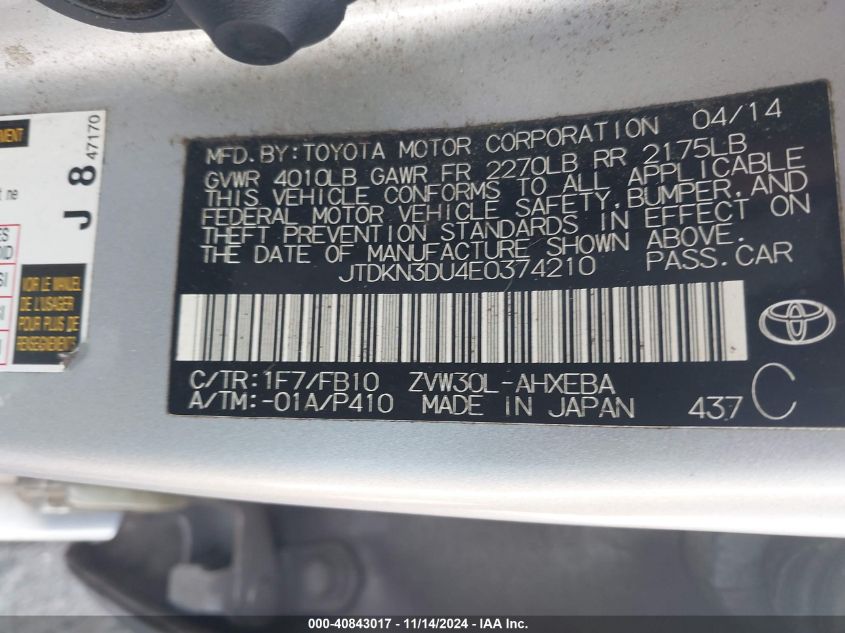 MFD. BY:TOYOTA MOTOR CORPORATION 04/14
GVWR 4010LB GAWR FR 2270LB RR 2175LB
THIS VEHICLE CONFORMS TO ALL APPLICABLE
FEDERAL MOTOR VEHICLE SAFETY,BUMPER,AND
THEFT PREVENTION STANDARDS IN EFFECT ON
THE DATE OF MANUFACTURE SHOWN ABOVE.
JTDKN3DU4E0374210 PASS.CAR
C/TR:1F7/FB10 ZVW30L-AHXEBA
A/TM:-01A/P410 MADE IN JAPAN 437 C
J 8 47170
ne
VOIR LE MANUEL
DE L'USAGER
POUR PLUS DE
RENSEIGNEMENTS
000-40843017 - 11/14/2024 - IAA Inc.